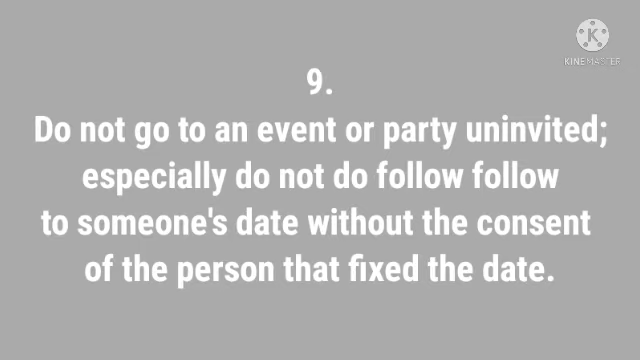 K
KINEMASTER
9.
Do not go to an event or party uninvited;
especially do not do follow follow
to someone's date without the consent
of the person that fixed the date.